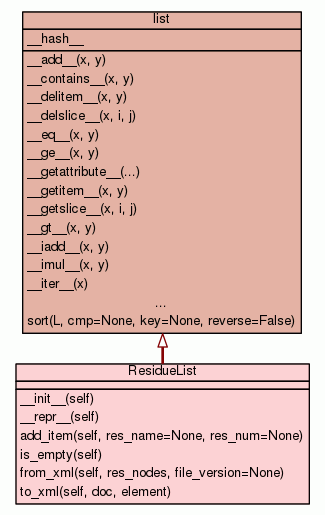 list
__hash__
__add__(x, y)
__contains__(x, y)
__delitem__(x, y)
__delslice__(x, i, j)
__eq__(x, y)
__ge__(x, y)
__getattribute__(...)
__getitem__(x, y)
__getslice__(x, i, j)
__gt__(x, y)
__iadd__(x, y)
__imul__(x, y)
__iter__(x)
...
sort(L, cmp=None, key=None, reverse=False)
ResidueList
__init__(self)
__repr__(self)
add_item(self, res_name=None, res_num=None)
is_empty(self)
from_xml(self, res_nodes, file_version=None)
to_xml(self, doc, element)